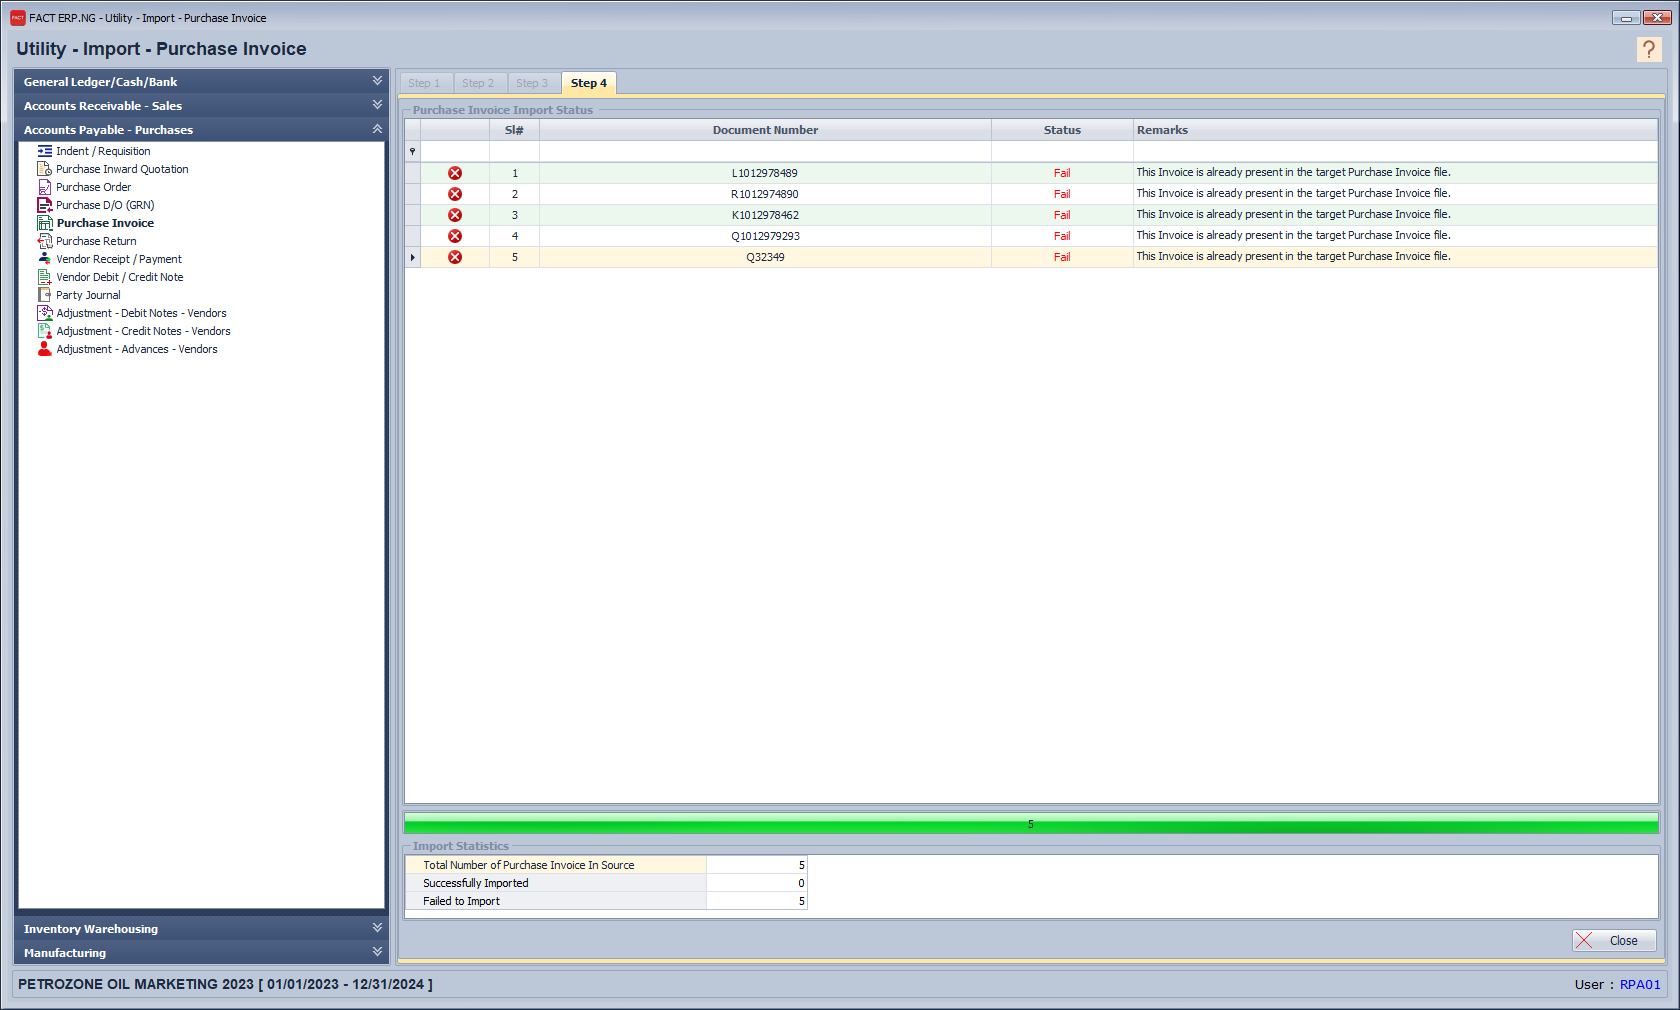 FACT ERP.NG - Utility - Import - Purchase Invoice
Utility - Import - Purchase Invoice
?
General Ledger/Cash/Bank
Accounts Receivable - Sales
Accounts Payable - Purchases
Indent / Requisition
Purchase Inward Quotation
Purchase Order
Purchase D/O (GRN)
Purchase Invoice
Purchase Return
Vendor Receipt / Payment
Vendor Debit / Credit Note
Party Journal
Adjustment - Debit Notes - Vendors
Adjustment - Credit Notes - Vendors
Adjustment - Advances - Vendors
Inventory Warehousing
Manufacturing
Step 1 Step 2 Step 3 Step 4
Purchase Invoice Import Status
Sl# Document Number Status Remarks
1 L1012978489 Fail This Invoice is already present in the target Purchase Invoice file.
2 R1012974890 Fail This Invoice is already present in the target Purchase Invoice file.
3 K1012978462 Fail This Invoice is already present in the target Purchase Invoice file.
4 Q1012979293 Fail This Invoice is already present in the target Purchase Invoice file.
5 Q32349 Fail This Invoice is already present in the target Purchase Invoice file.
5
Import Statistics
Total Number of Purchase Invoice In Source 5
Successfully Imported 0
Failed to Import 5
Close
PETROZONE OIL MARKETING 2023 [ 01/01/2023 - 12/31/2024 ]
User : RPA01